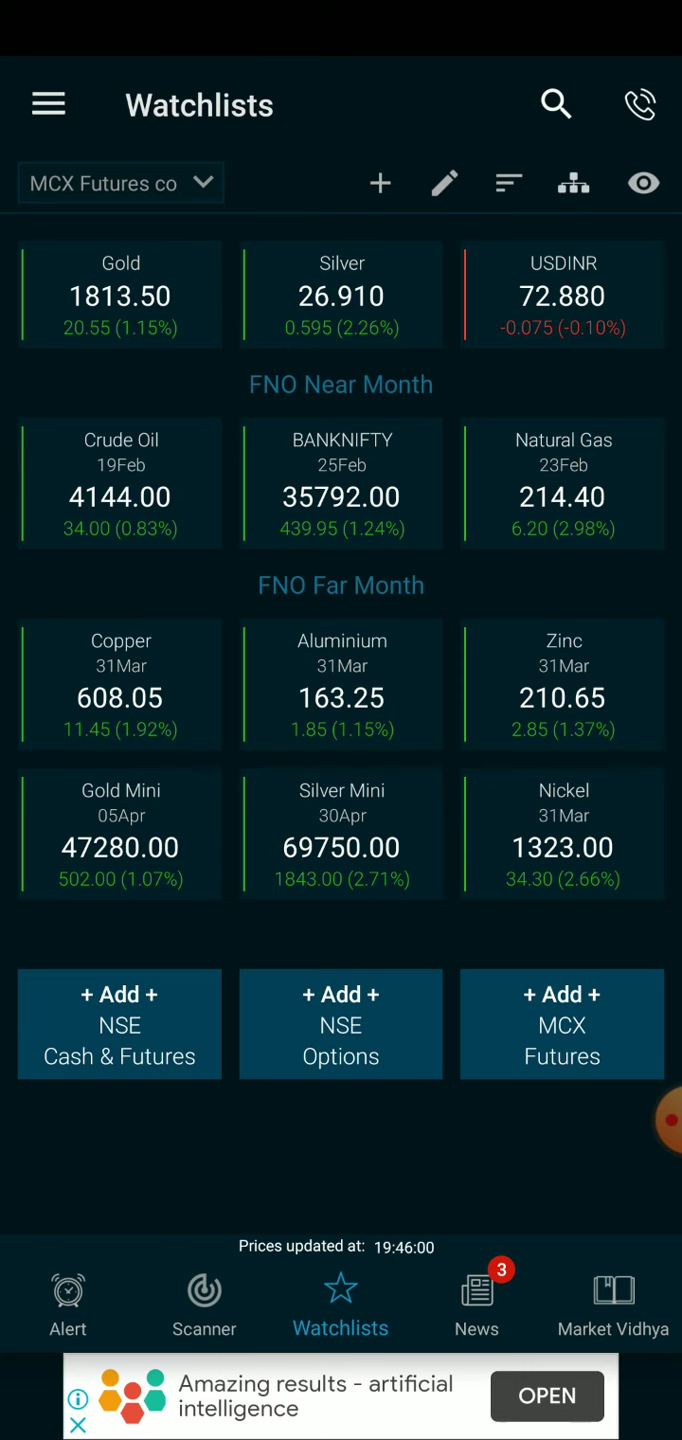 Watchlists
MCX Futures co
Gold
1813.50
20.55 (1.15%)
Silver
26.910
0.595 (2.26%)
USDINR
72.880
-0.075 (-0.10%)
FNO Near Month
Crude Oil
19Feb
4144.00
34.00 (0.83%)
BANKNIFTY
25Feb
35792.00
439.95 (1.24%)
Natural Gas
23Feb
214.40
6.20 (2.98%)
FNO Far Month
Copper
31Mar
608.05
11.45 (1.92%)
Aluminium
31Mar
163.25
1.85 (1.15%)
Zinc
31Mar
210.65
2.85 (1.37%)
Gold Mini
05Apr
47280.00
502.00 (1.07%)
Silver Mini
30Apr
69750.00
1843.00 (2.71%)
Nickel
31Mar
1323.00
34.30 (2.66%)
+ Add +
NSE
Cash & Futures
+ Add +
NSE
Options
+ Add +
MCX
Futures
Prices updated at: 19:46:00
Alert
Scanner
Watchlists
3
News
Market Vidhya
Amazing results - artificial
intelligence
OPEN